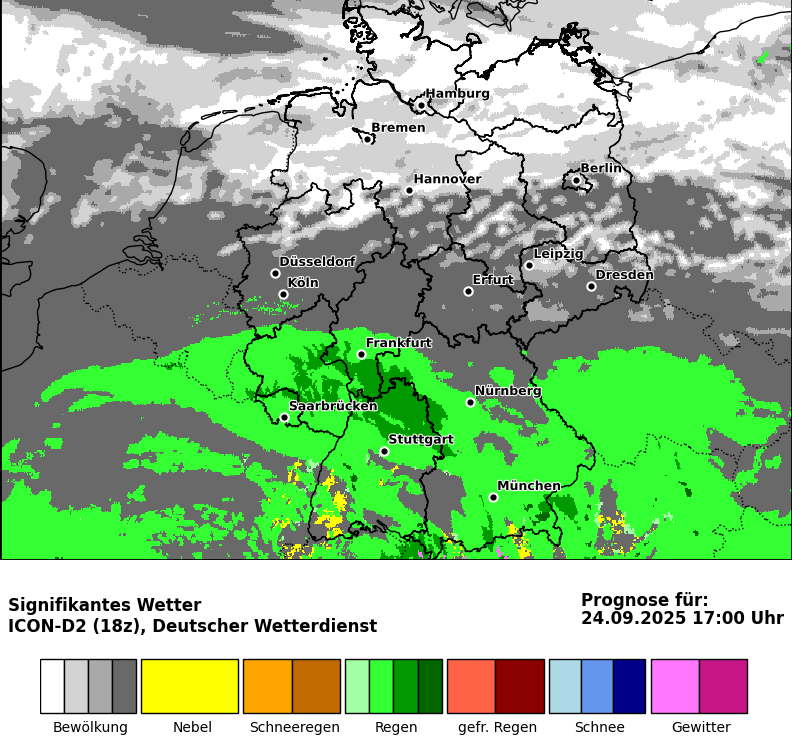 Hamburg
Bremen
Hannover
Berlin
Düsseldorf
Leipzig
Köln
Erfurt
Dresden
Frankfurt
Nürnberg
Saarbrücken
Stuttgart
München
Signifikantes Wetter
ICON-D2 (18z), Deutscher Wetterdienst
Prognose für:
24.09.2025 17:00 Uhr
Bewölkung Nebel Schneeregen Regen gefr. Regen Schnee Gewitter